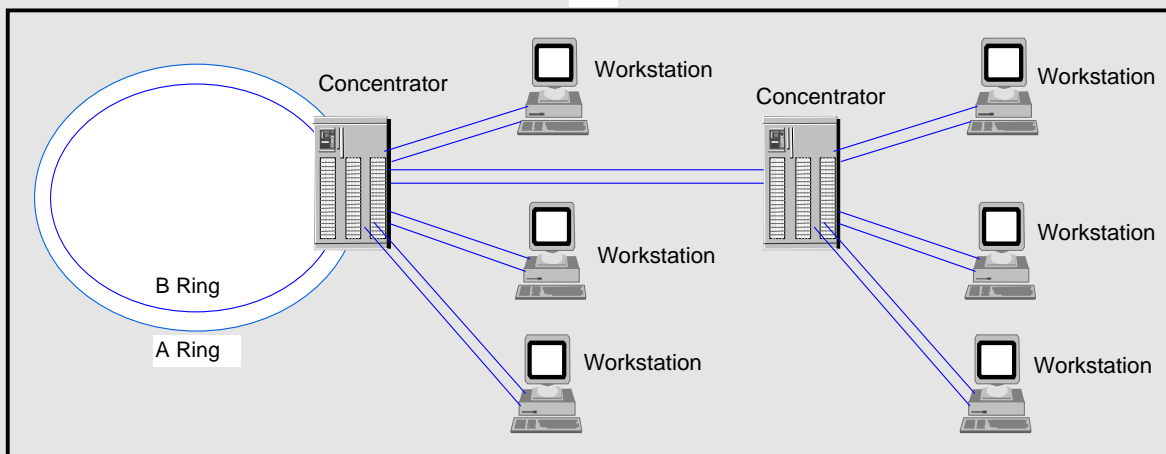 Workstation
Workstation
Concentrator
Concentrator
Workstation
Workstation
B Ring
A Ring
Workstation
Workstation